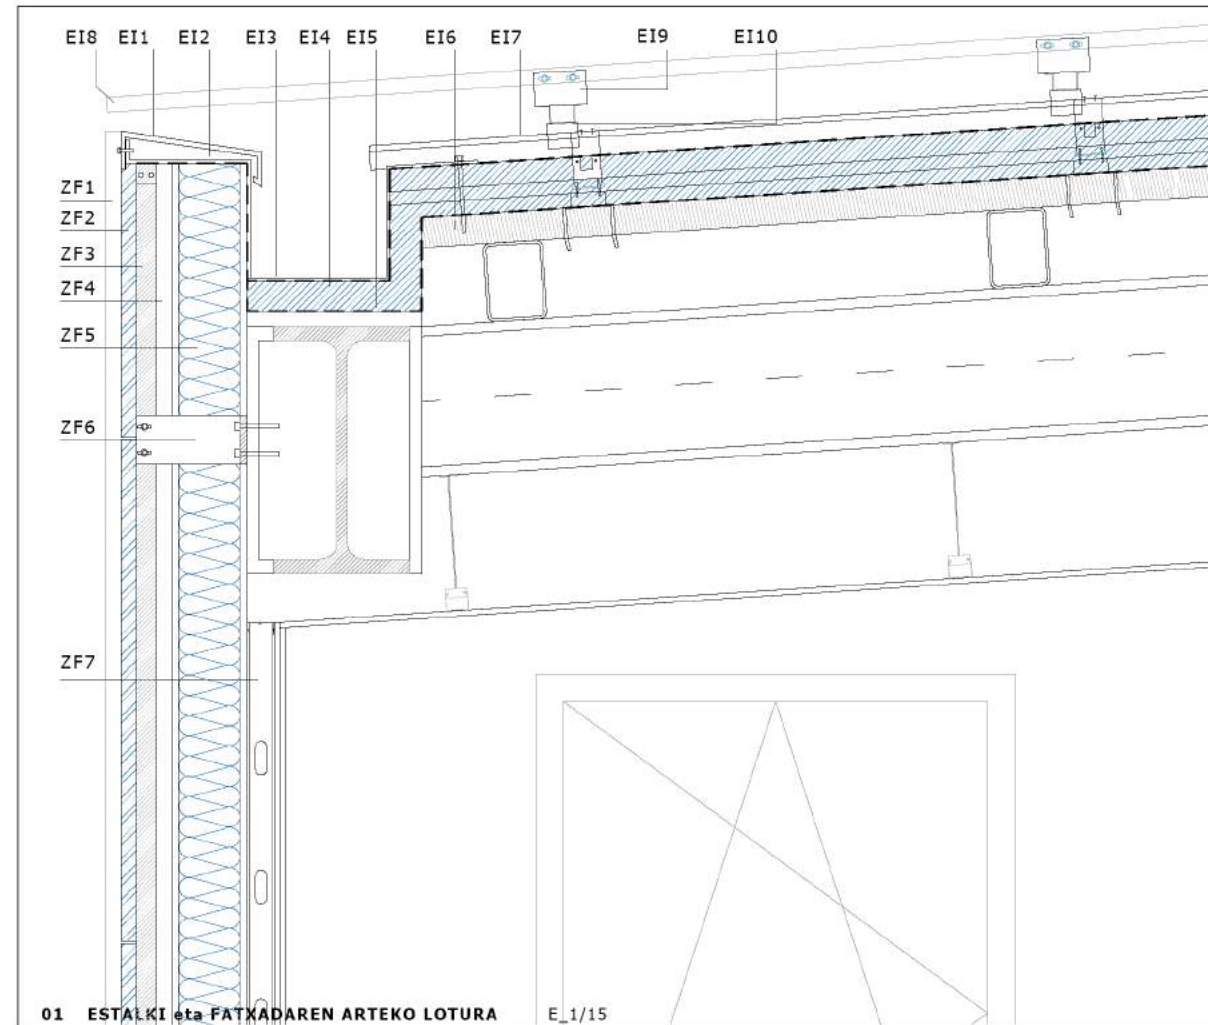 EI8 EI1 EI2 EI3 EI4 EI5 EI6 EI7 EI9 EI10
ZF1
ZF2
ZF3
ZF4
ZF5
ZF6
ZF7
01 ESTALKI eta FATXADAREN ARTEKO LOTURA E_1/15